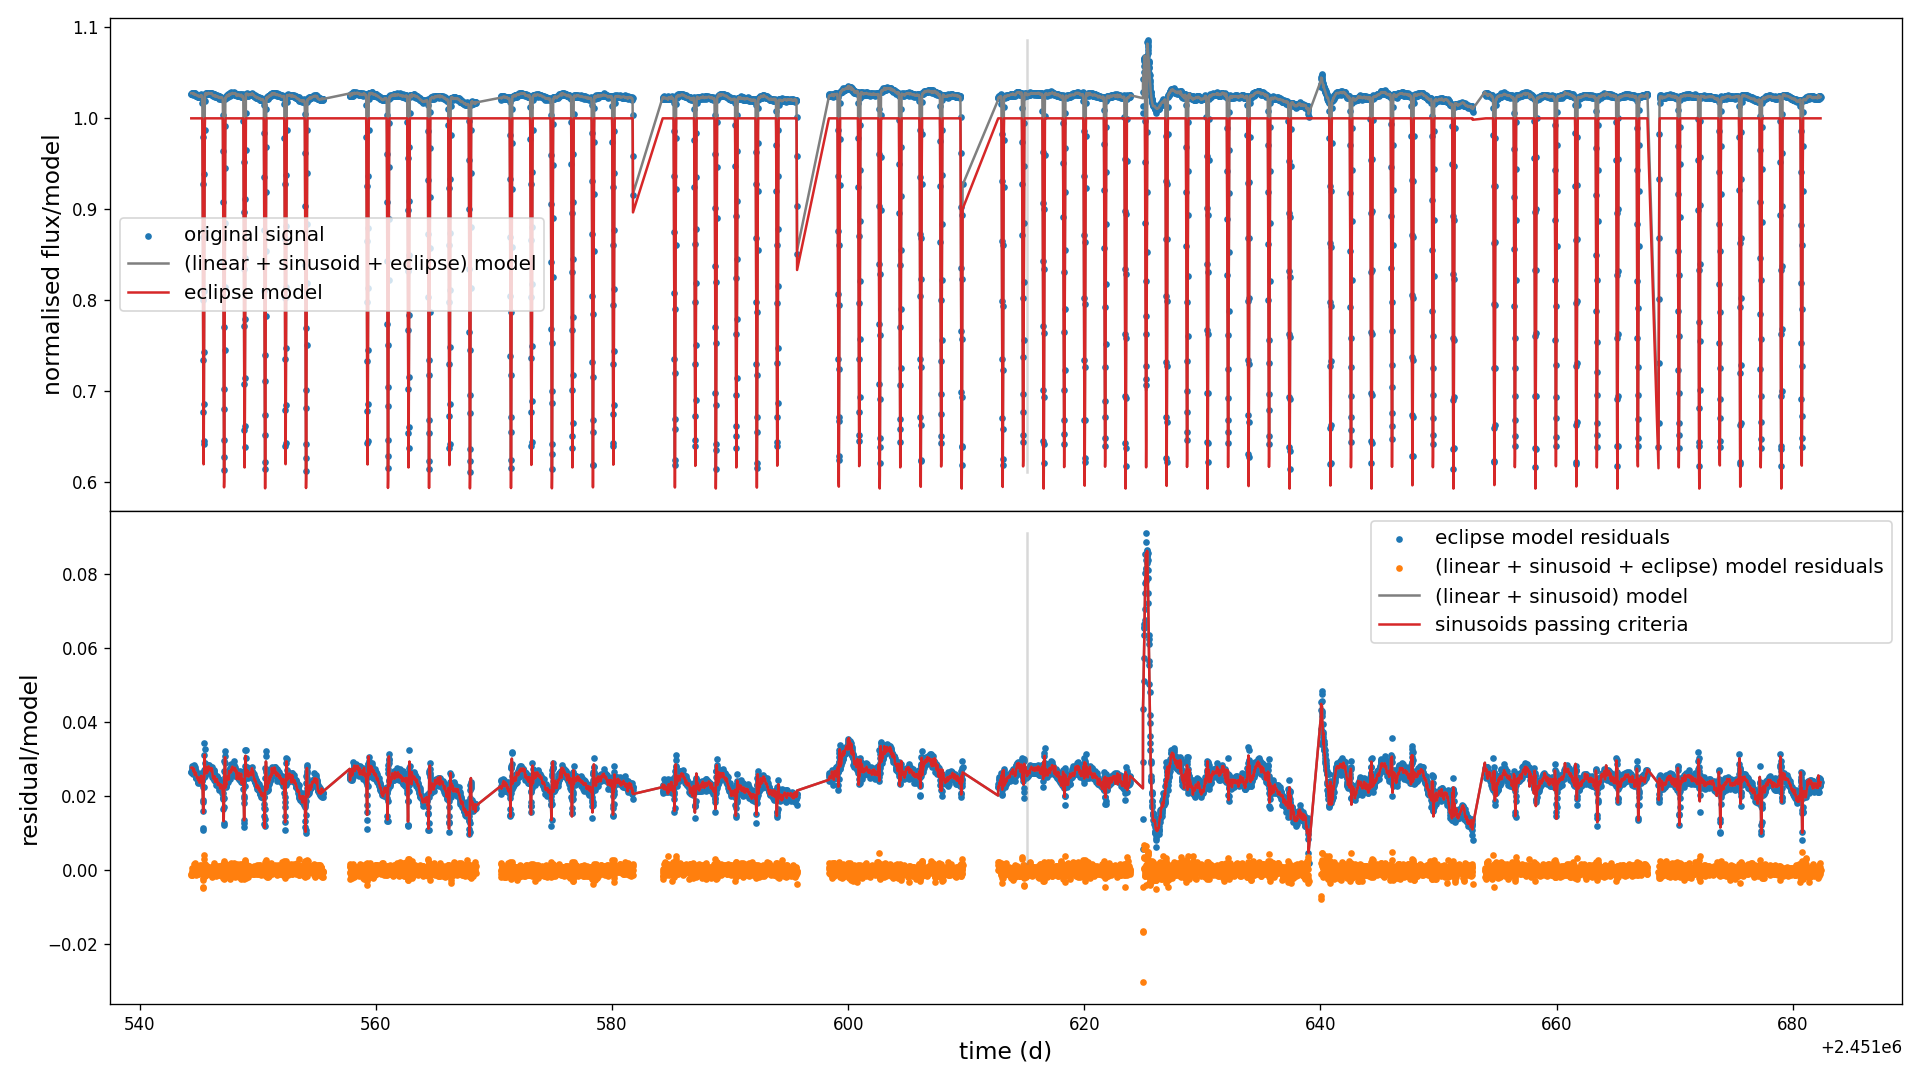 1.1
1.0
0.9
0.8
0.7
0.6
normalised flux/model
original signal
(linear + sinusoid + eclipse) model
eclipse model
0.08
0.06
0.04
0.02
0.00
−0.02
residual/model
eclipse model residuals
(linear + sinusoid + eclipse) model residuals
(linear + sinusoid) model
sinusoids passing criteria
540
560
580
600
620
640
660
680
time (d)
+2.451e6